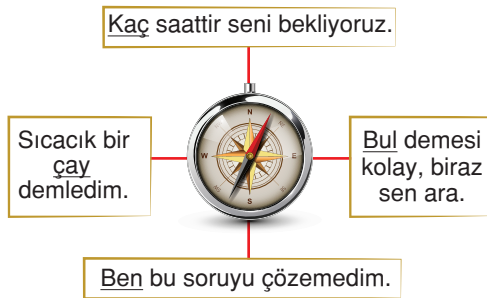 Kaç saattir seni bekliyoruz.
Sıcacık bir
çay
demledim.
N
W
E
S
Bul demesi
kolay, biraz
sen ara.
Ben bu soruyu çözemedim.